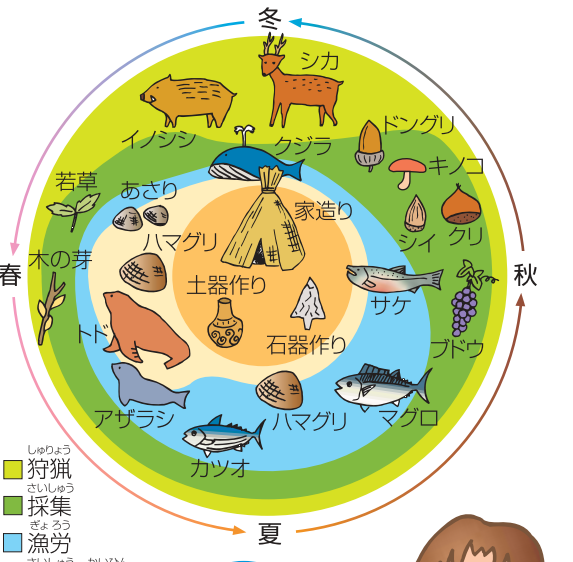 冬
シカ
イノシシ
ドングリ
クジラ
キノコ
若草
あさり
家造り
シイ
クリ
ハマグリ
木の芽
春
秋
土器作り
サケ
トド
石器作り
ブドウ
アザラシ
ハマグリ
マグロ
カツオ
夏
しゅりょう
狩猟
さいしゅう
採集
ぎょろう
漁労